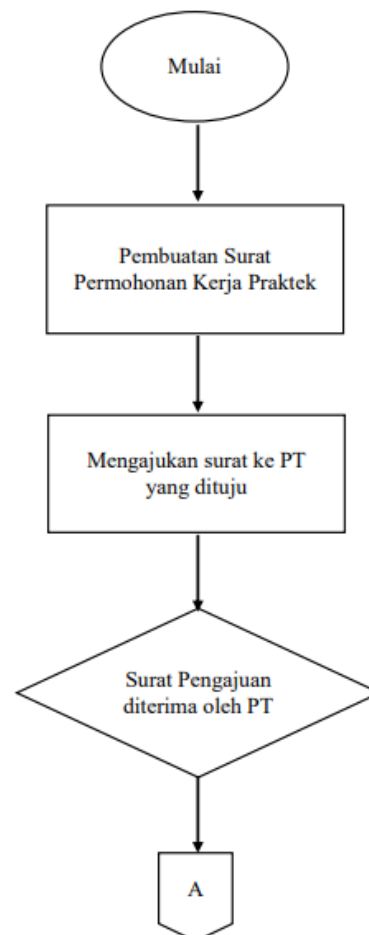 Mulai
Pembuatan Surat
Permohonan Kerja Praktek
Mengajukan surat ke PT
yang dituju
Surat Pengajuan
diterima oleh PT
A